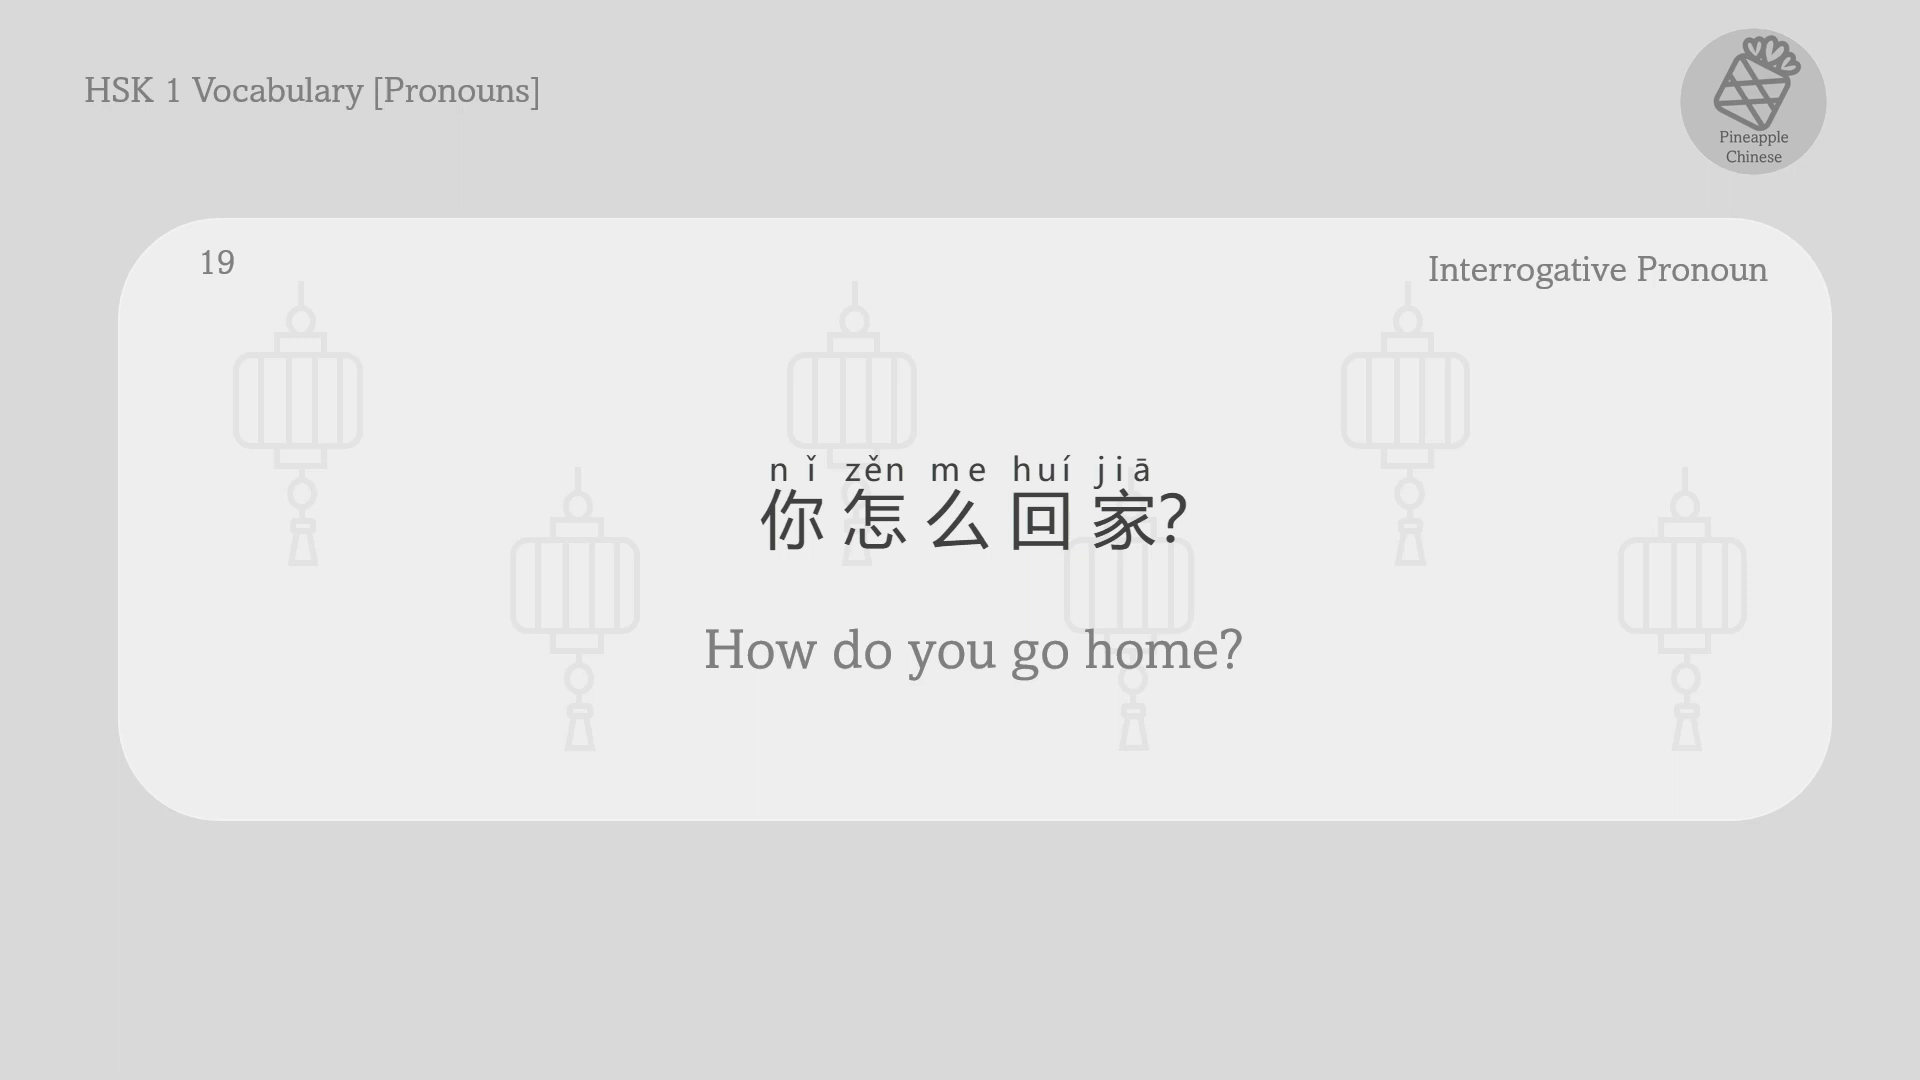 HSK 1 Vocabulary [Pronouns]
Pineapple
Chinese
19
Interrogative Pronoun
nǐ zěn me huí jiā
你怎么回家?
How do you go home?